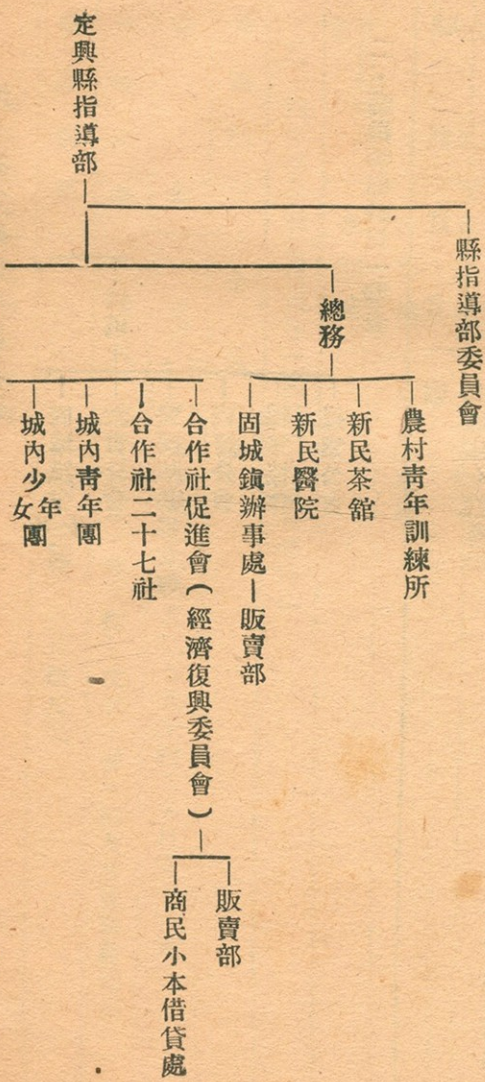 縣指導部委員會
定興縣指導部
總務
農村靑年訓練所
新民茶舘
新民醫院
固城鎭辦事處—販賣部
合作社促進會（經濟復興委員會）
販賣部
商民小本借貸處
合作社二十七社
城內靑年團
城內少年女團